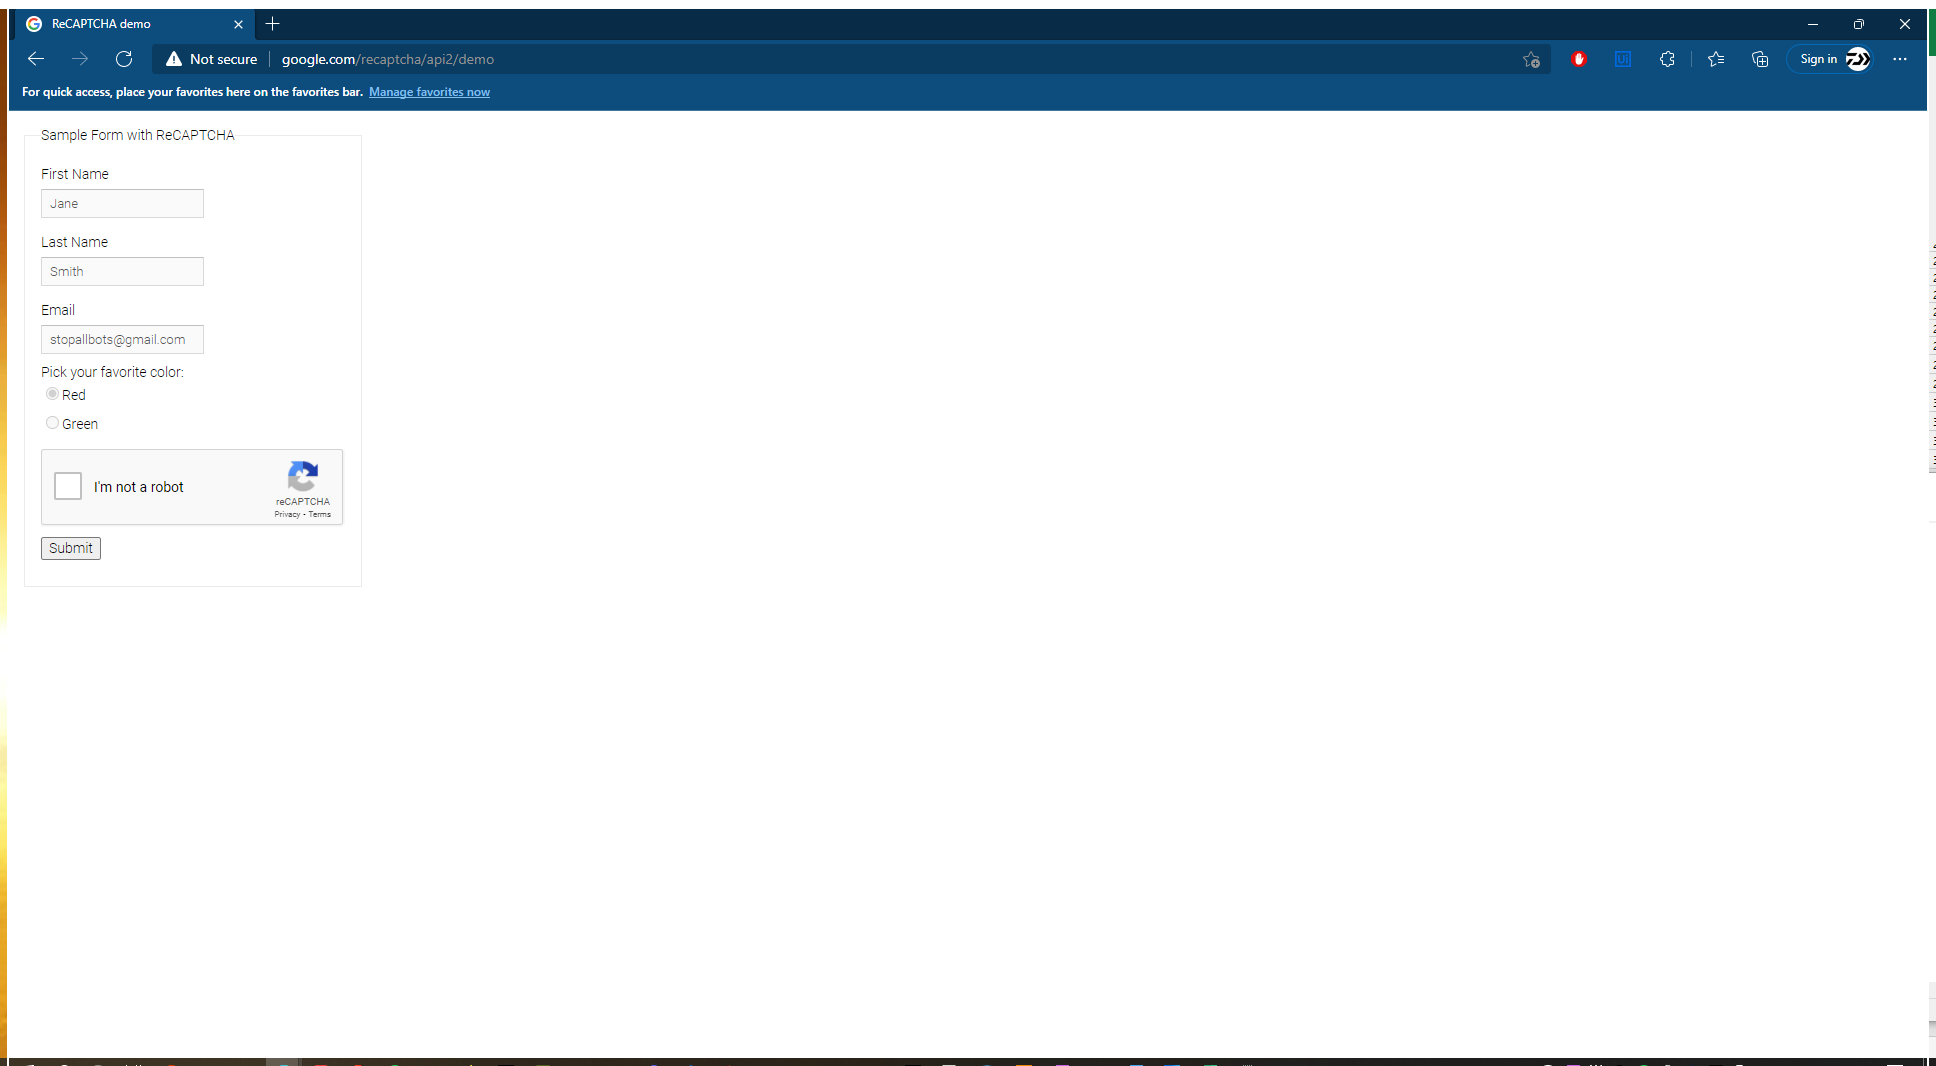 ReCAPTCHA demo
Not secure google.com/recaptcha/api2/demo
Sign in
For quick access, place your favorites here on the favorites bar. Manage favorites now
Sample Form with ReCAPTCHA
First Name
Jane
Last Name
Smith
Email
stopallbots@gmail.com
Pick your favorite color:
Red
Green
I'm not a robot
reCAPTCHA
Privacy - Terms
Submit